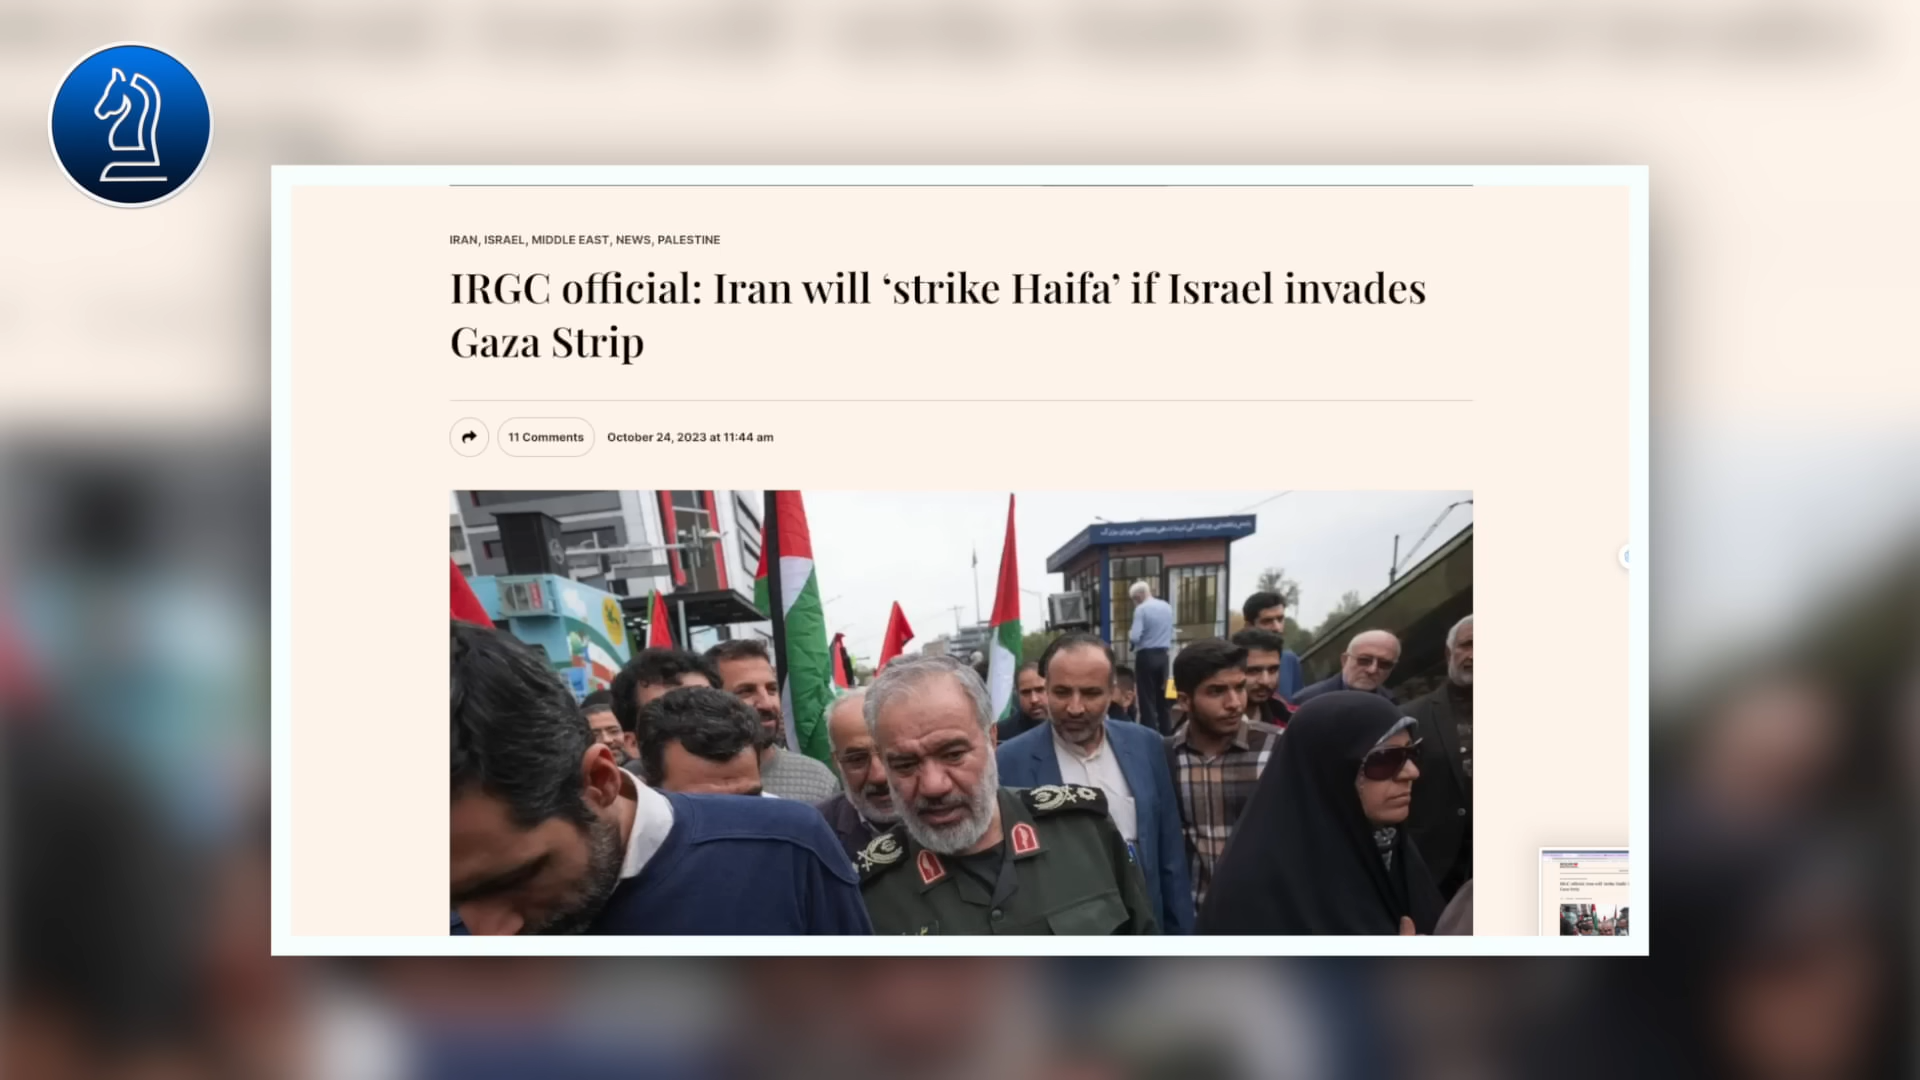 IRAN, ISRAEL, MIDDLE EAST, NEWS, PALESTINE
IRGC official: Iran will ‘strike Haifa’ if Israel invades
Gaza Strip
11 Comments
October 24, 2023 at 11:44 am